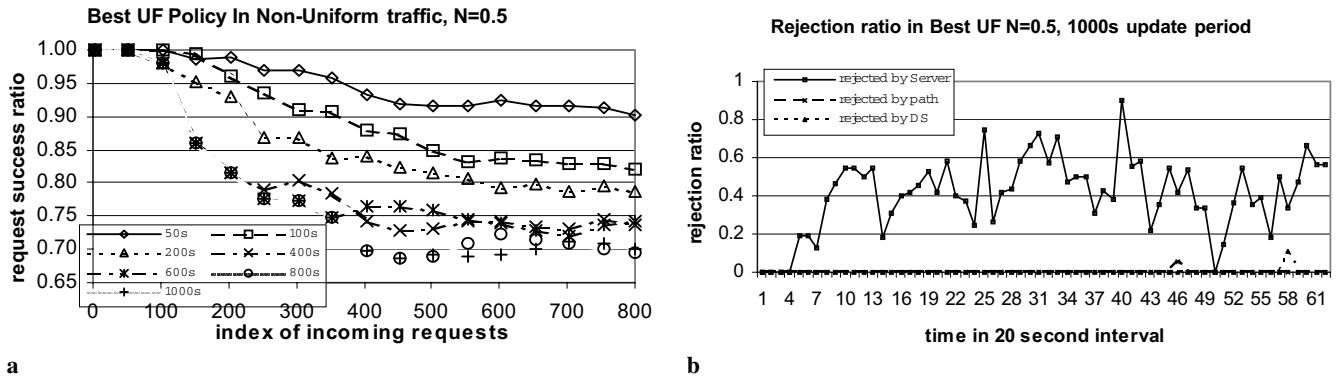 Best UF Policy In Non-Uniform traffic, N=0.5
request success ratio
1.00
0.95
0.90
0.85
0.80
0.75
0.70
0.65
50s
100s
200s
400s
600s
800s
1000s
0 100 200 300 400 500 600 700 800
index of incoming requests
a
Rejection ratio in Best UF N=0.5, 1000s update period
rejection ratio
1
0.8
0.6
0.4
0.2
0
rejected by Server
rejected by path
rejected by DS
1 4 7 10 13 16 19 22 25 28 31 34 37 40 43 46 49 52 55 58 61
time in 20 second interval
b